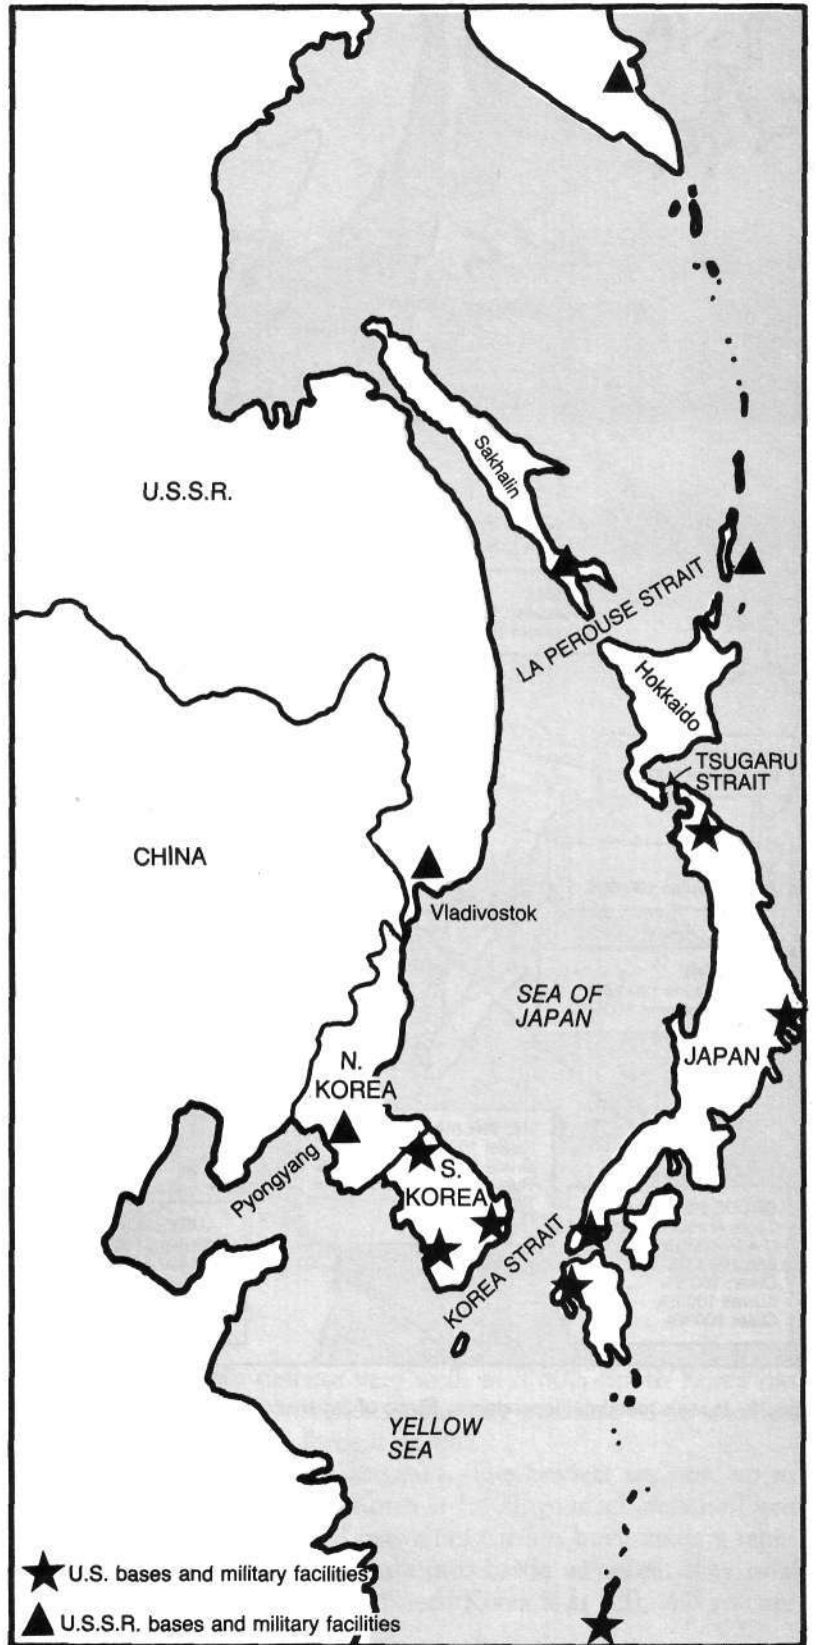 U.S.S.R.
Sakhalin
LA PEROUSE STRAIT
Hokkaido
TSUGARU
STRAIT
CHINA
Vladivostok
SEA OF
JAPAN
JAPAN
N.
KOREA
Pyongyang
S.
KOREA
KOREA STRAIT
YELLOW
SEA
U.S. bases and military facilities
U.S.S.R. bases and military facilities